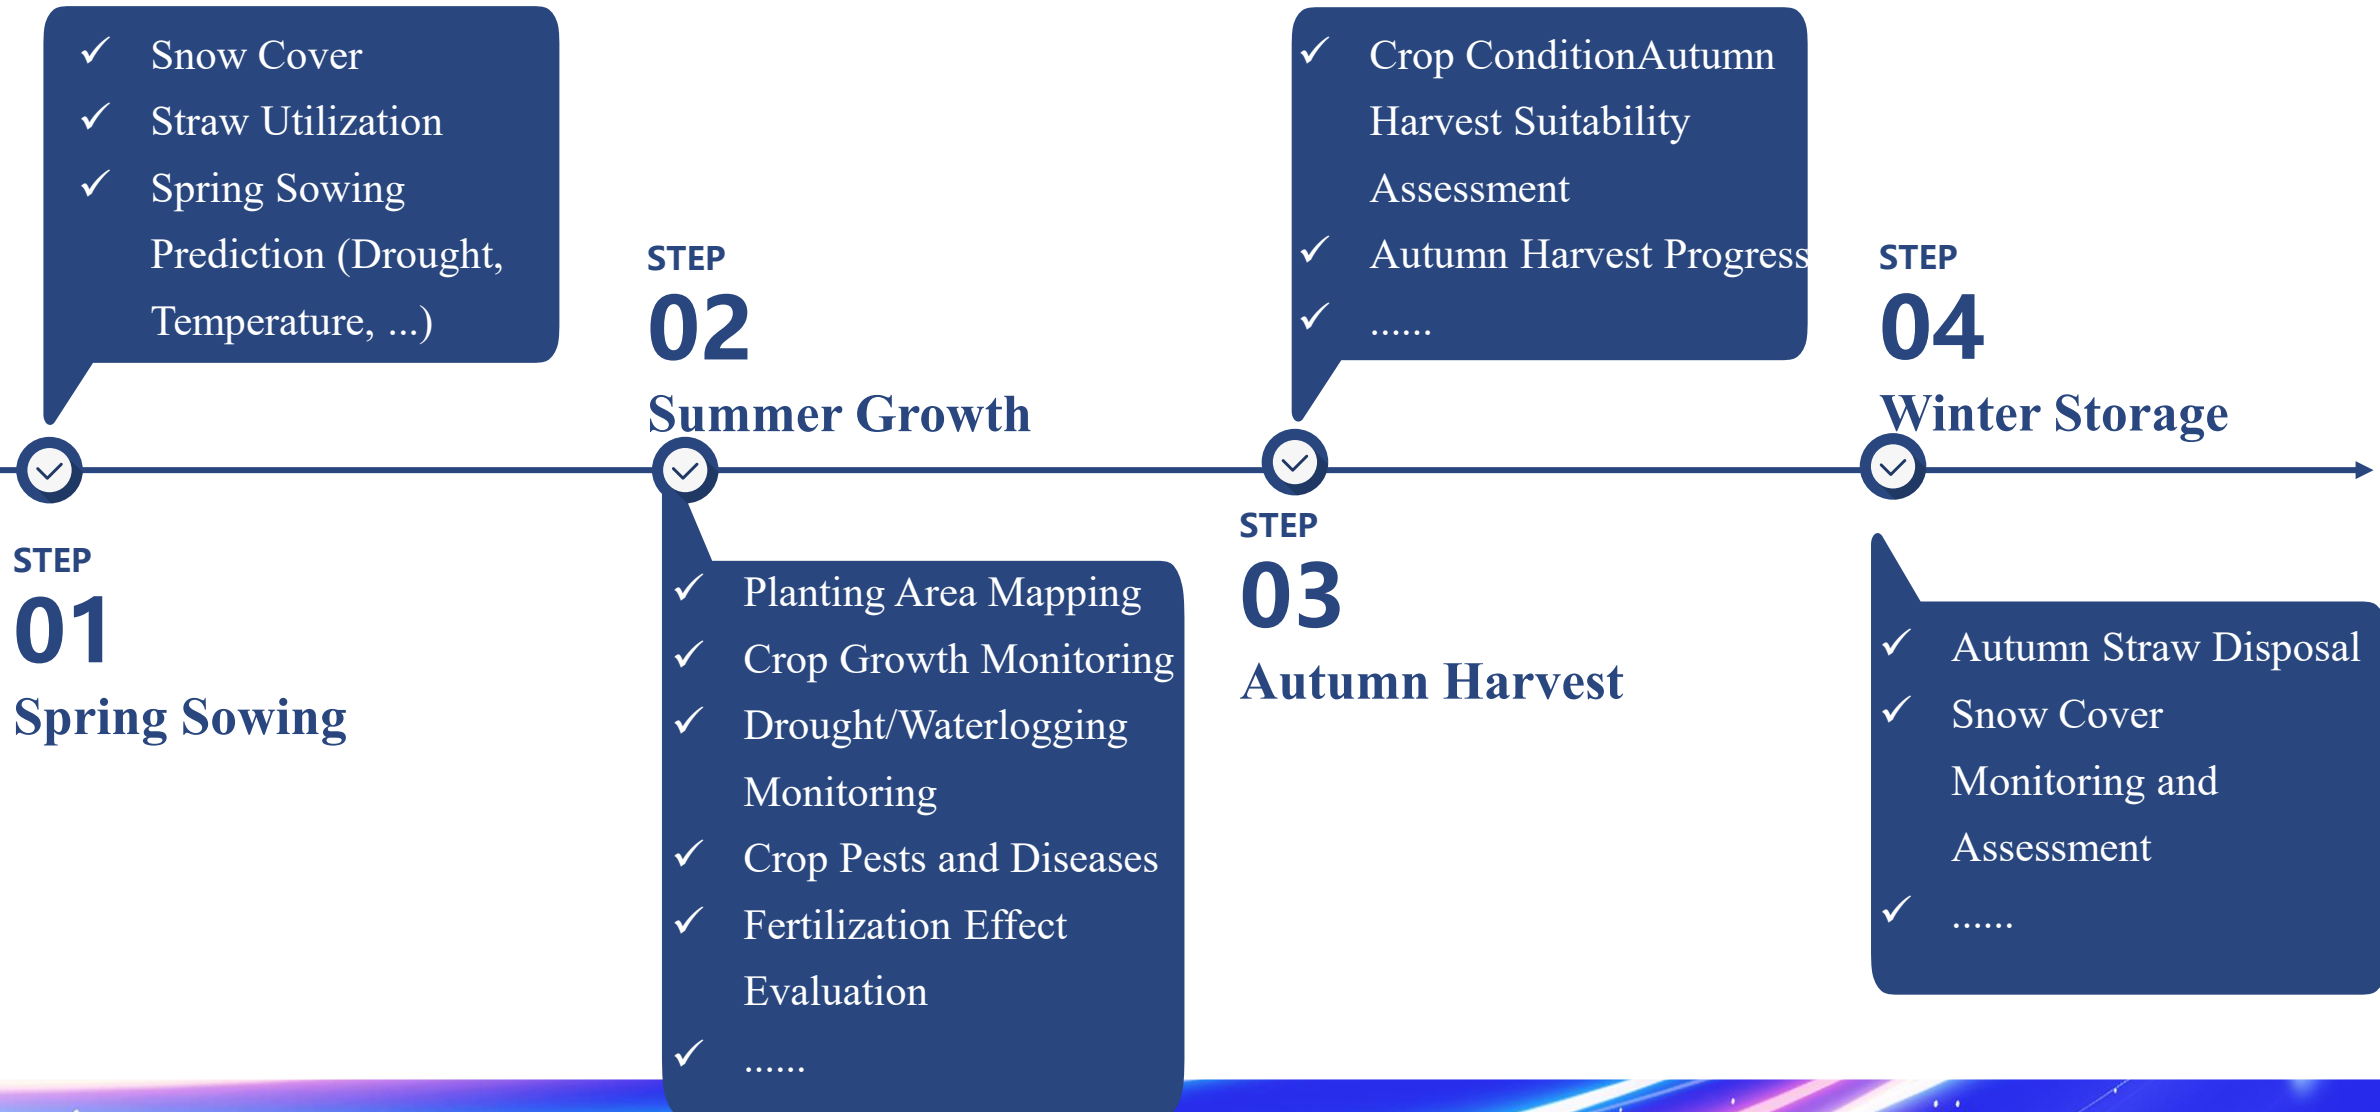 ✓ Snow Cover
✓ Straw Utilization
✓ Spring Sowing
Prediction (Drought,
Temperature, ...)
STEP
01
Spring Sowing
STEP
02
Summer Growth
✓ Planting Area Mapping
✓ Crop Growth Monitoring
✓ Drought/Waterlogging
Monitoring
✓ Crop Pests and Diseases
✓ Fertilization Effect
Evaluation
✓ ......
✓ Crop ConditionAutumn
Harvest Suitability
Assessment
✓ Autumn Harvest Progress
✓ ......
STEP
03
Autumn Harvest
STEP
04
Winter Storage
✓ Autumn Straw Disposal
✓ Snow Cover
Monitoring and
Assessment
✓ ......